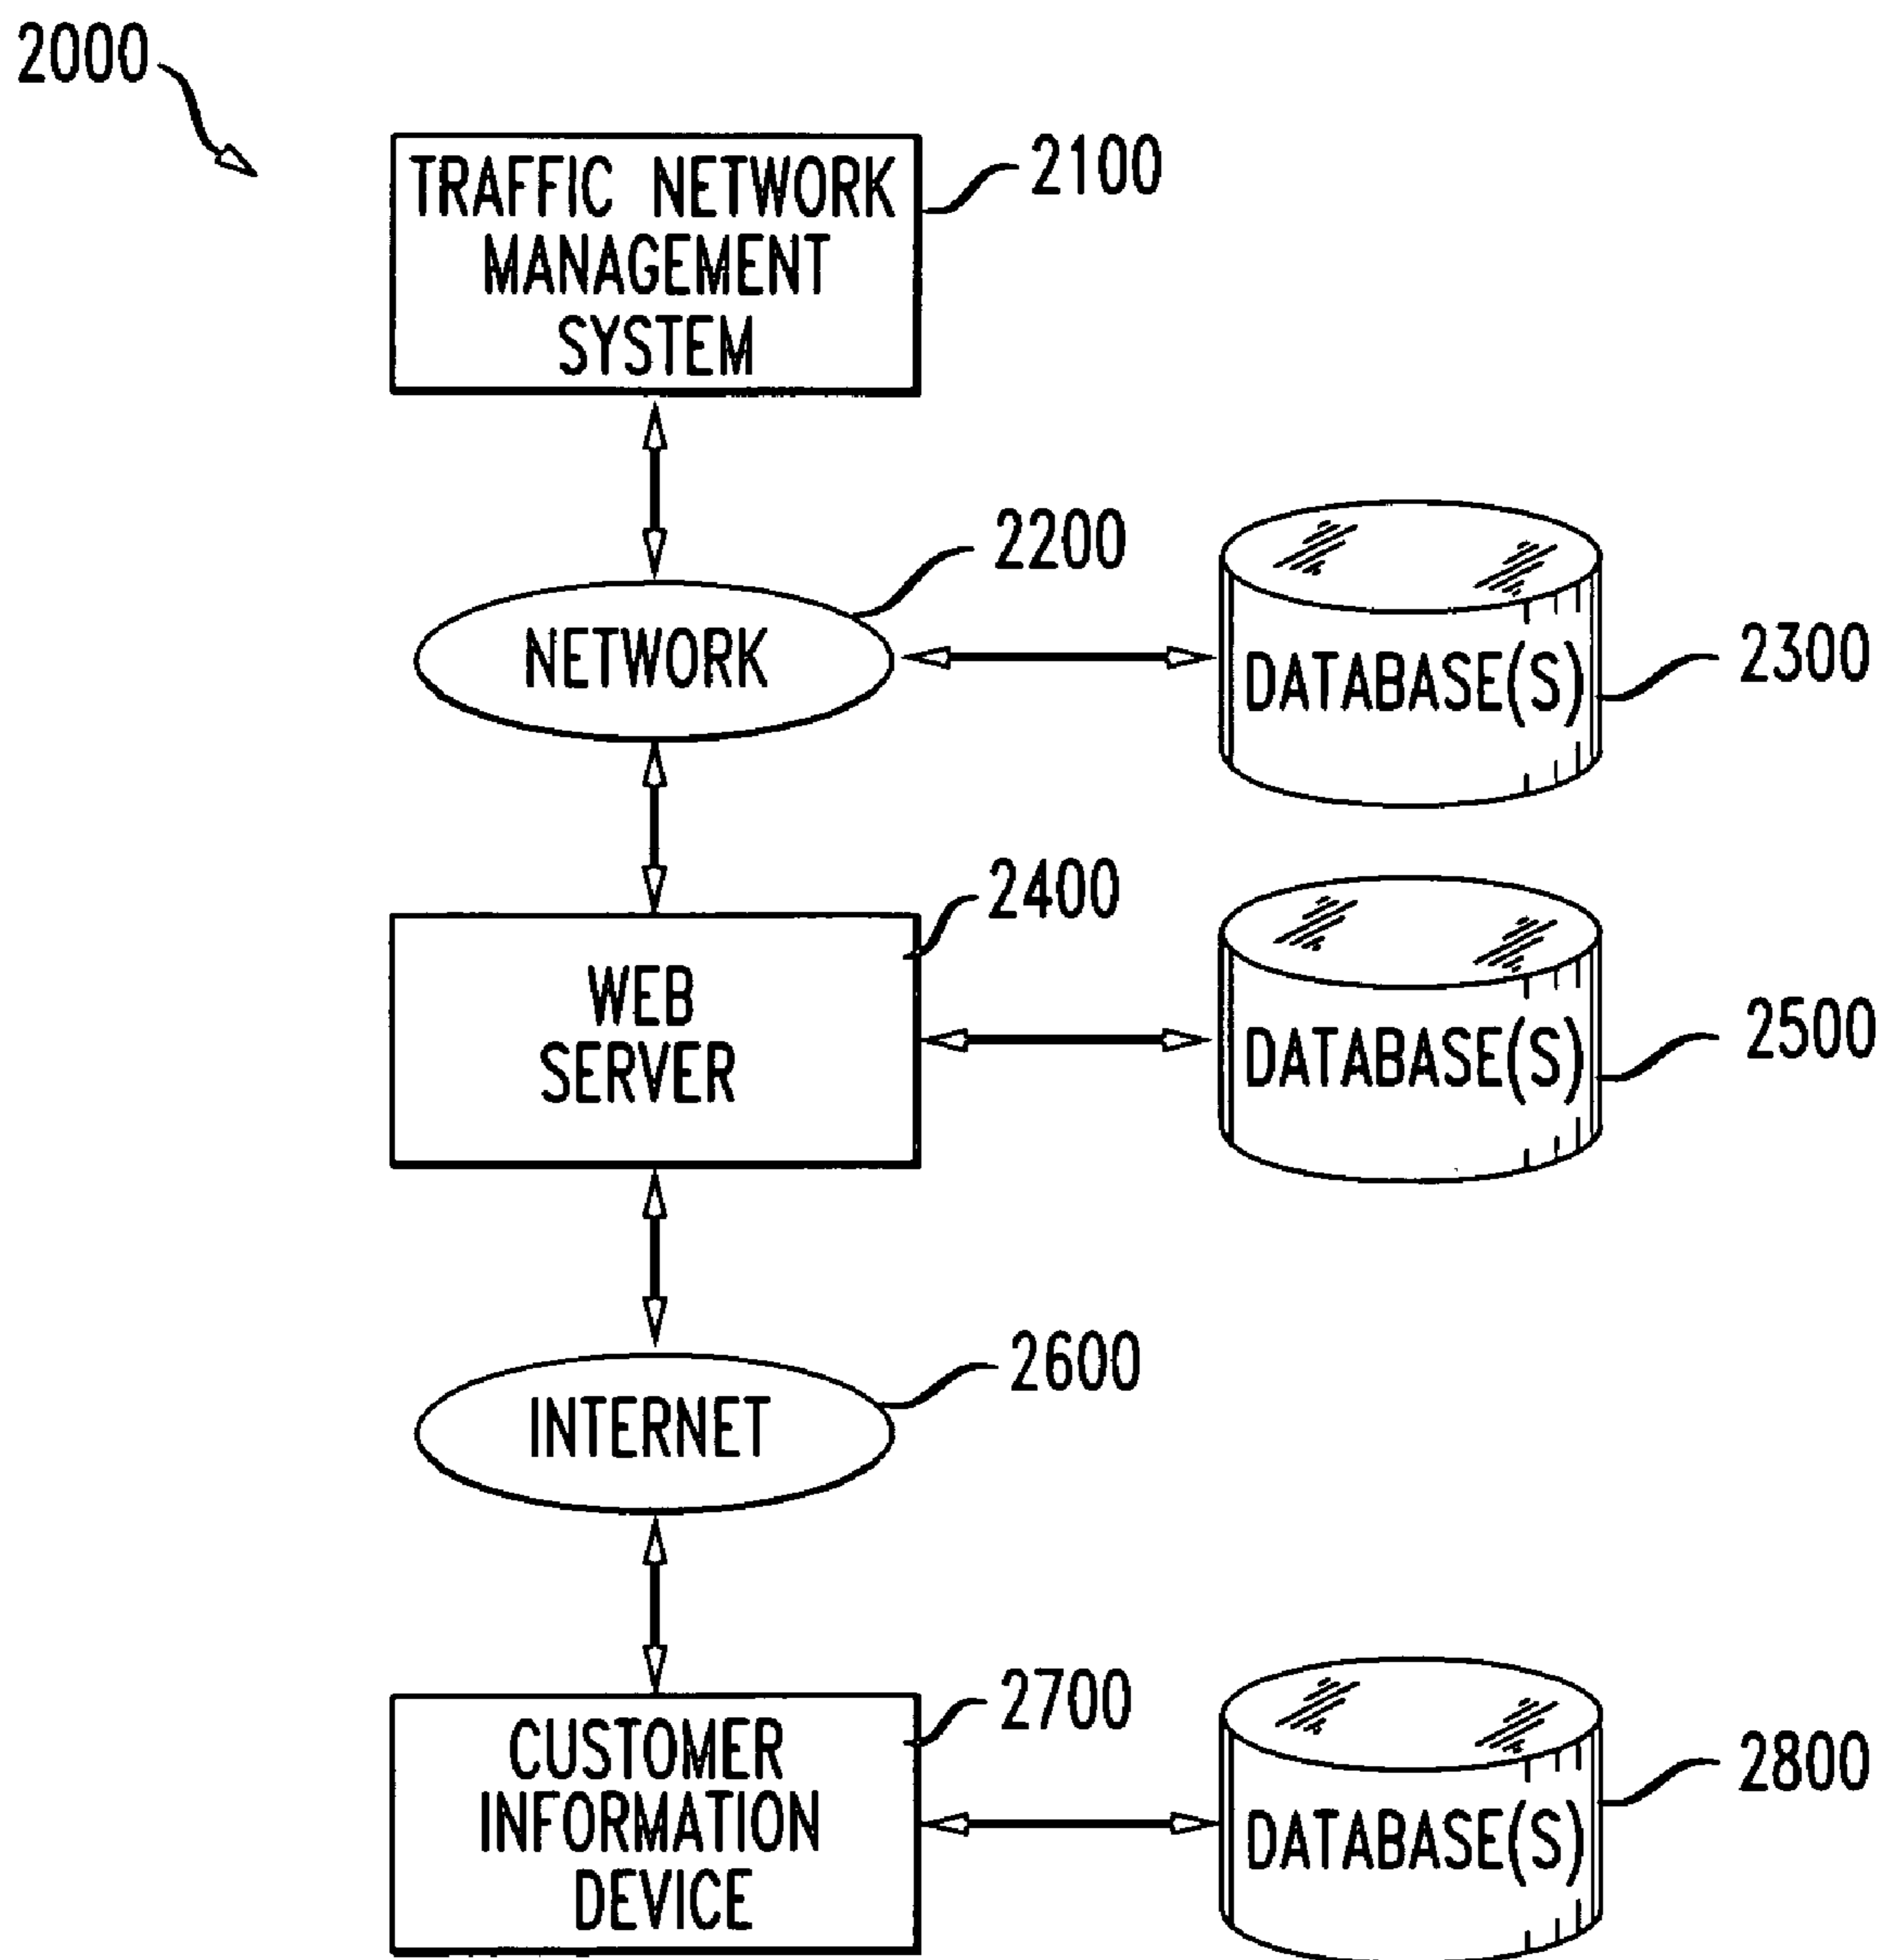 2000
TRAFFIC NETWORK
MANAGEMENT
SYSTEM
2100
2200
NETWORK
DATABASE(S)
2300
2400
WEB
SERVER
DATABASE(S)
2500
2600
INTERNET
2700
CUSTOMER
INFORMATION
DEVICE
DATABASE(S)
2800